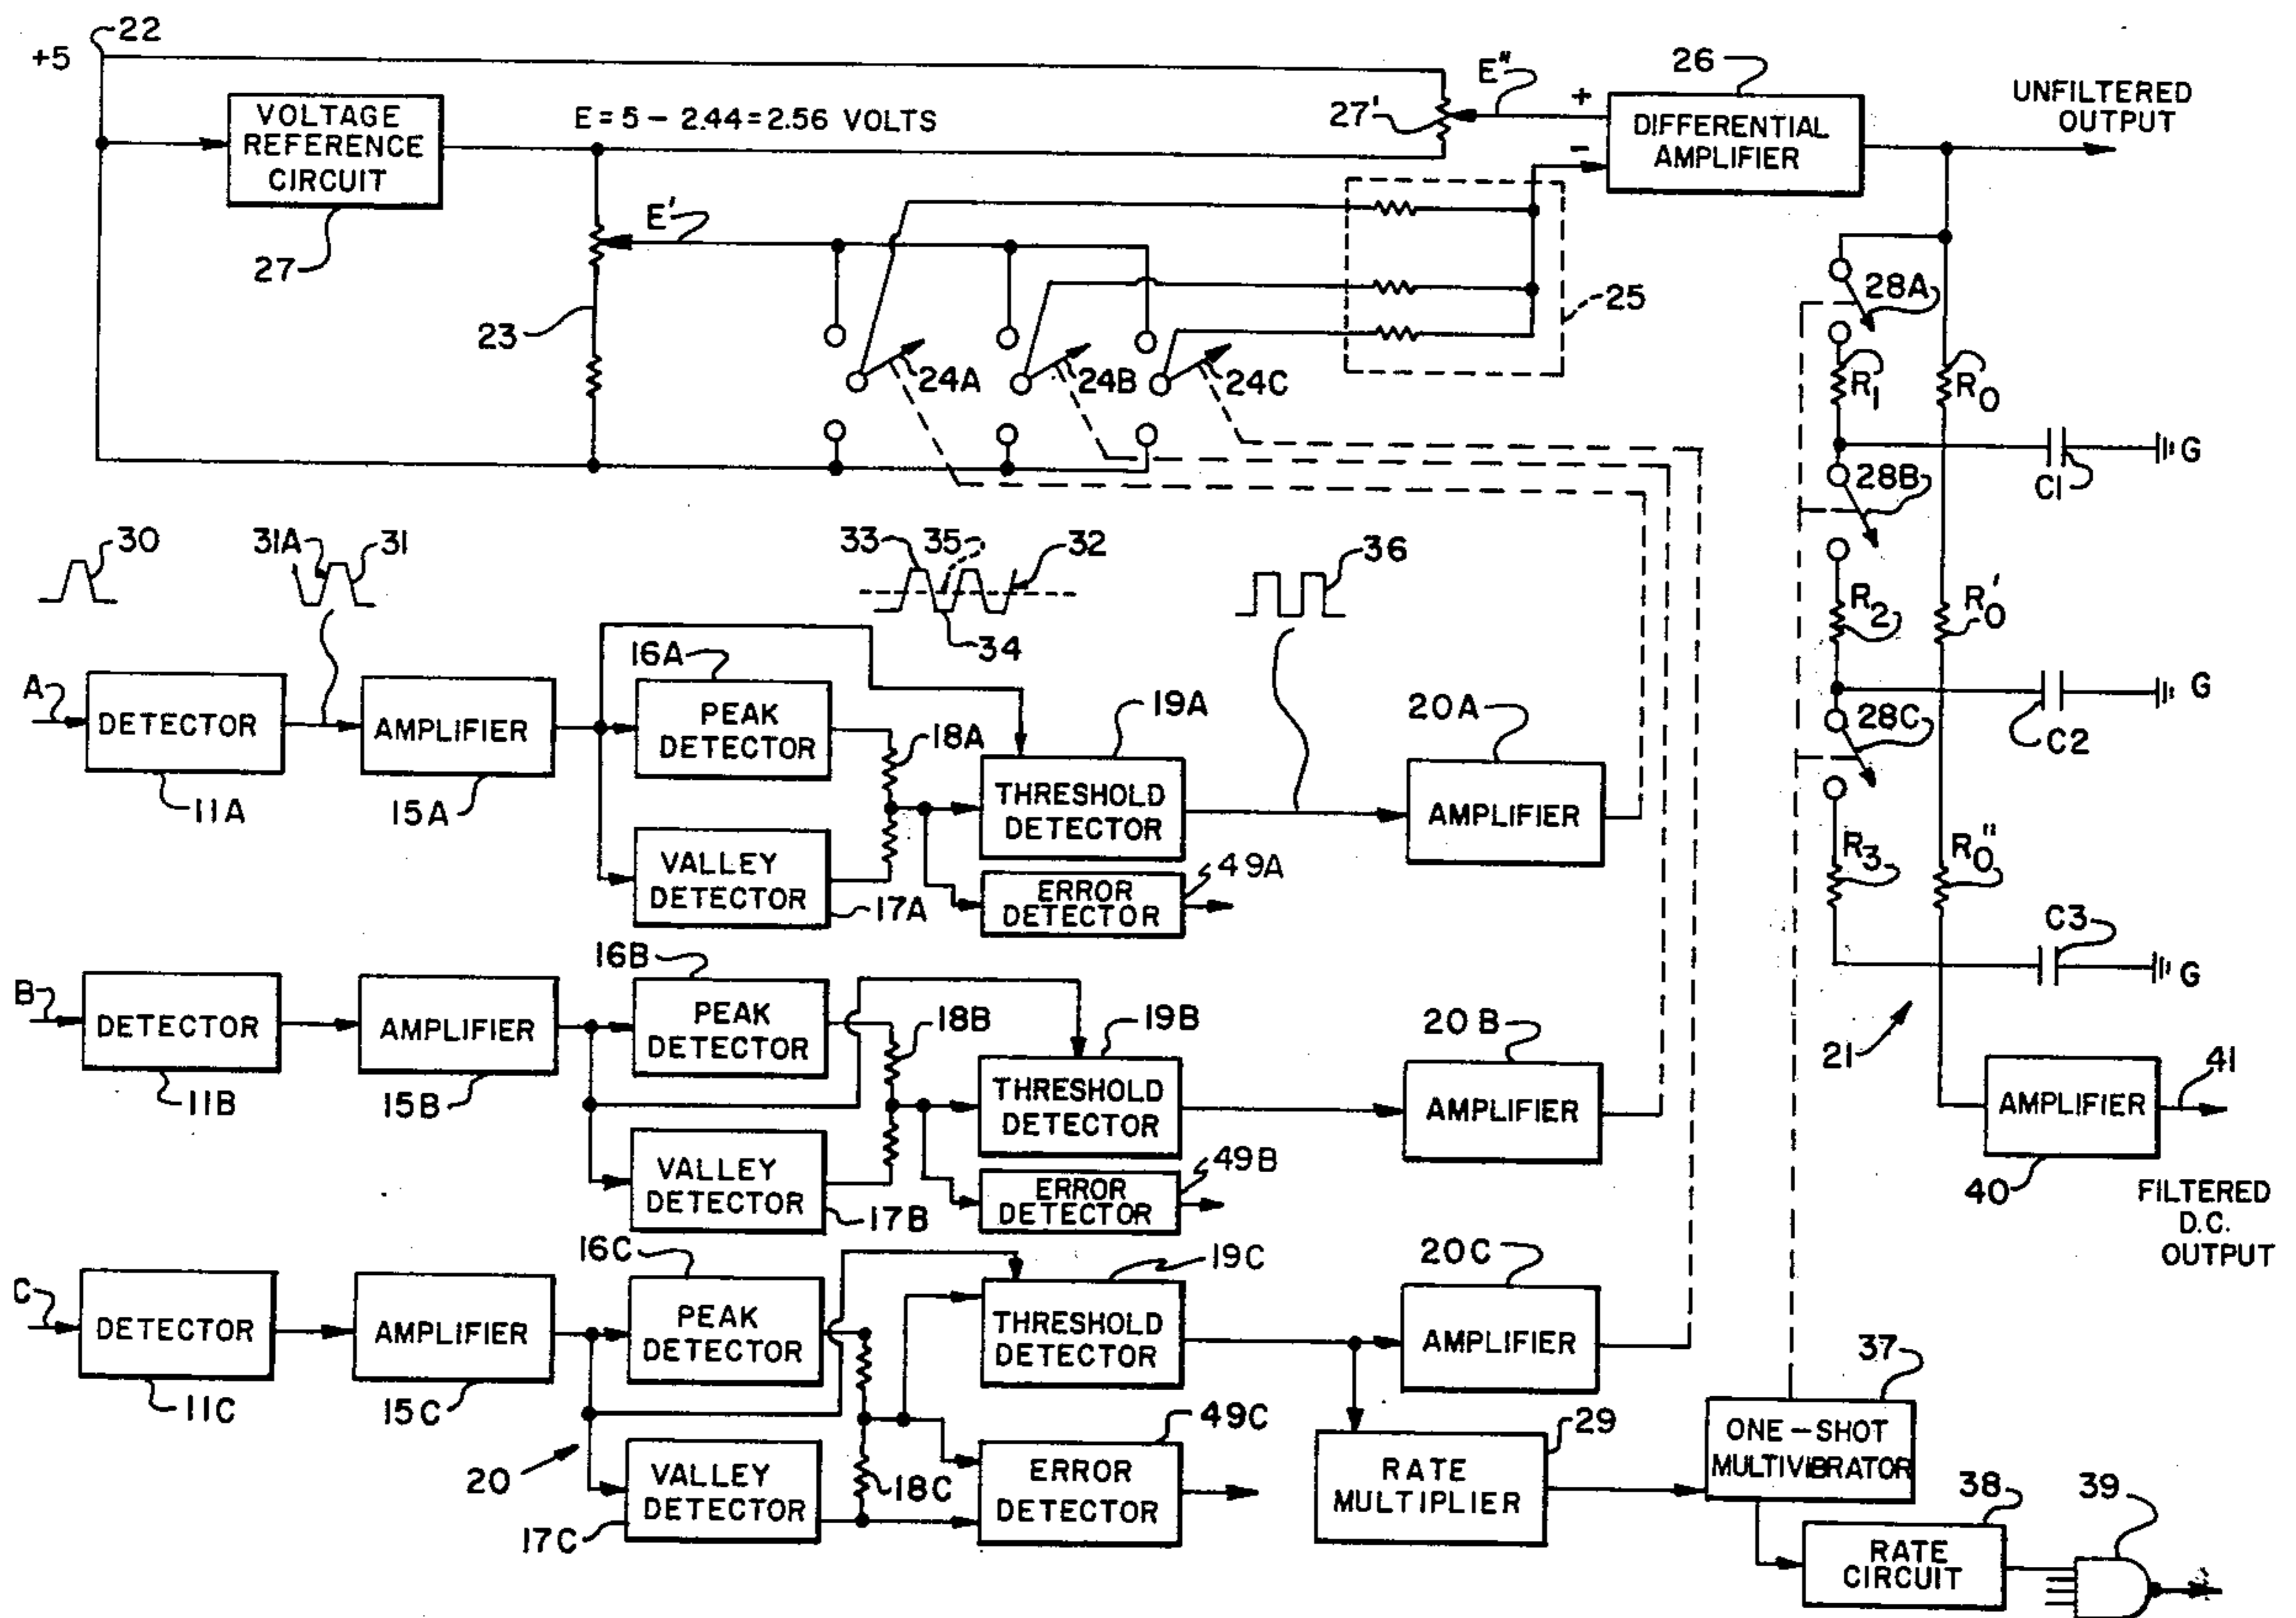 22
+5
VOLTAGE
REFERENCE
CIRCUIT
27
E = 5 – 2.44 = 2.56 VOLTS
27'
E"
+
−
26
DIFFERENTIAL
AMPLIFIER
UNFILTERED
OUTPUT
E'
23
24A
24B
24C
25
28A
R1
R0
C1
G
28B
R2
R0'
C2
G
28C
R3
R0"
C3
G
21
30
31A
31
33
35
32
34
36
A
DETECTOR
11A
AMPLIFIER
15A
16A
PEAK
DETECTOR
18A
VALLEY
DETECTOR
17A
19A
THRESHOLD
DETECTOR
ERROR
DETECTOR
49A
20A
AMPLIFIER
B
DETECTOR
11B
AMPLIFIER
15B
16B
PEAK
DETECTOR
18B
VALLEY
DETECTOR
17B
19B
THRESHOLD
DETECTOR
ERROR
DETECTOR
49B
20B
AMPLIFIER
AMPLIFIER
40
41
FILTERED
D.C.
OUTPUT
C
DETECTOR
11C
AMPLIFIER
15C
16C
PEAK
DETECTOR
18C
VALLEY
DETECTOR
17C
20
19C
THRESHOLD
DETECTOR
49C
ERROR
DETECTOR
20C
AMPLIFIER
29
RATE
MULTIPLIER
37
ONE–SHOT
MULTIVIBRATOR
38
RATE
CIRCUIT
39